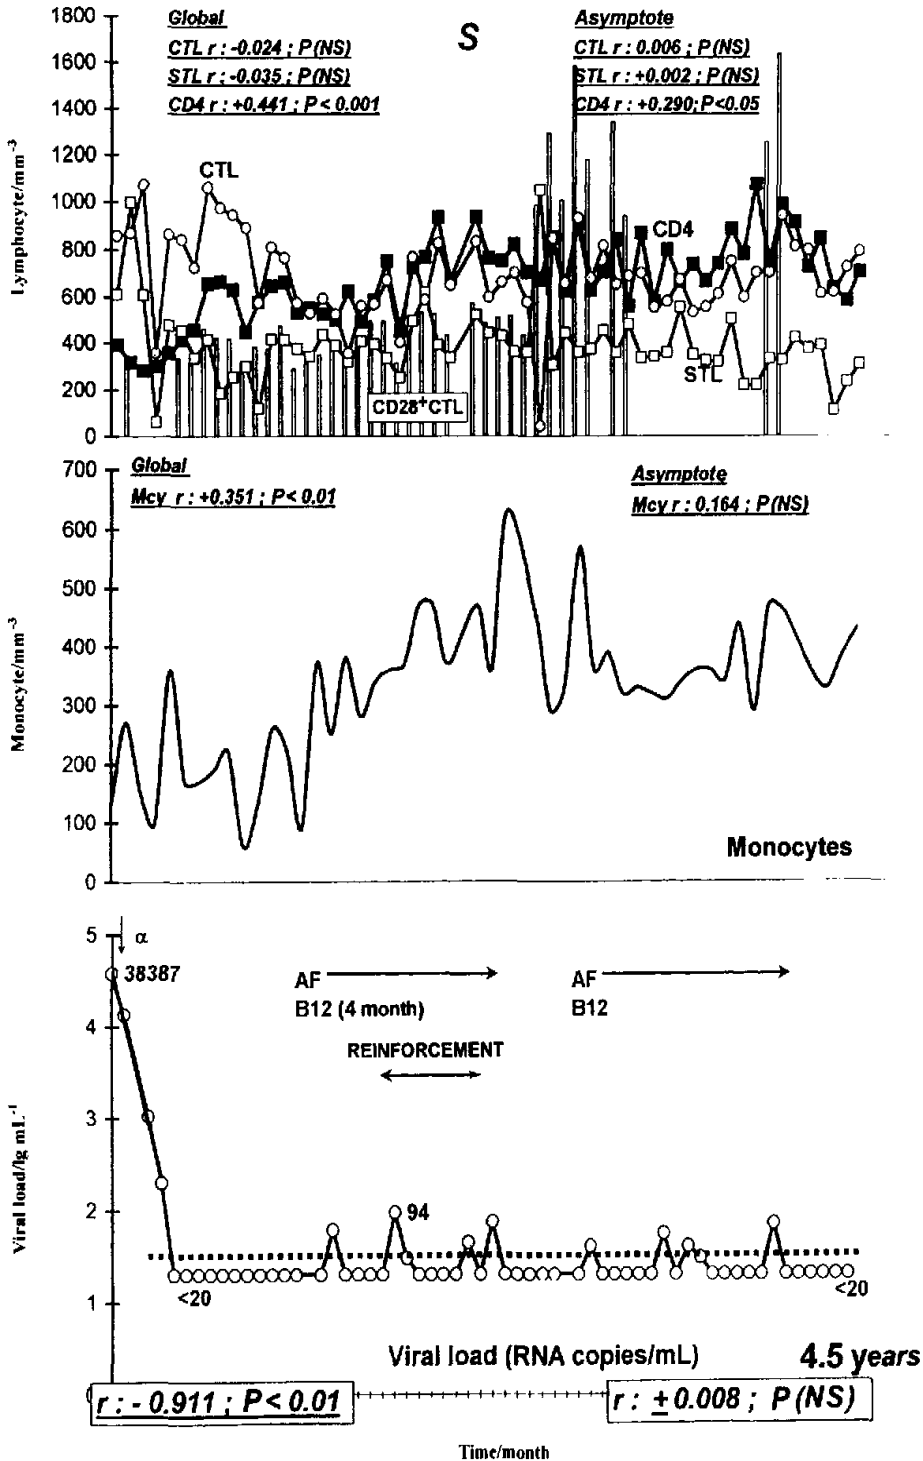 S
Global
CTL r : -0.024 ; P(NS)
STL r : -0.035 ; P(NS)
CD4 r : +0.441 ; P< 0.001
Asymptote
CTL r : 0.006 ; P(NS)
STL r : +0.002 ; P(NS)
CD4 r : +0.290;P<0.05
Lymphocyte/mm-3
1800
1600
1400
1200
1000
800
600
400
200
0
CTL
CD4
STL
CD28+CTL
Global
Mcy r : +0.351 ; P< 0.01
Asymptote
Mcy r : 0.164 ; P(NS)
Monocyte/mm-3
700
600
500
400
300
200
100
0
Monocytes
Viral load/lg mL-1
5
4
3
2
1
α
38387
AF
B12 (4 month)
REINFORCEMENT
AF
B12
94
<20
<20
Viral load (RNA copies/mL)
4.5 years
r : - 0.911 ; P< 0.01
r : ±0.008 ; P(NS)
Time/month